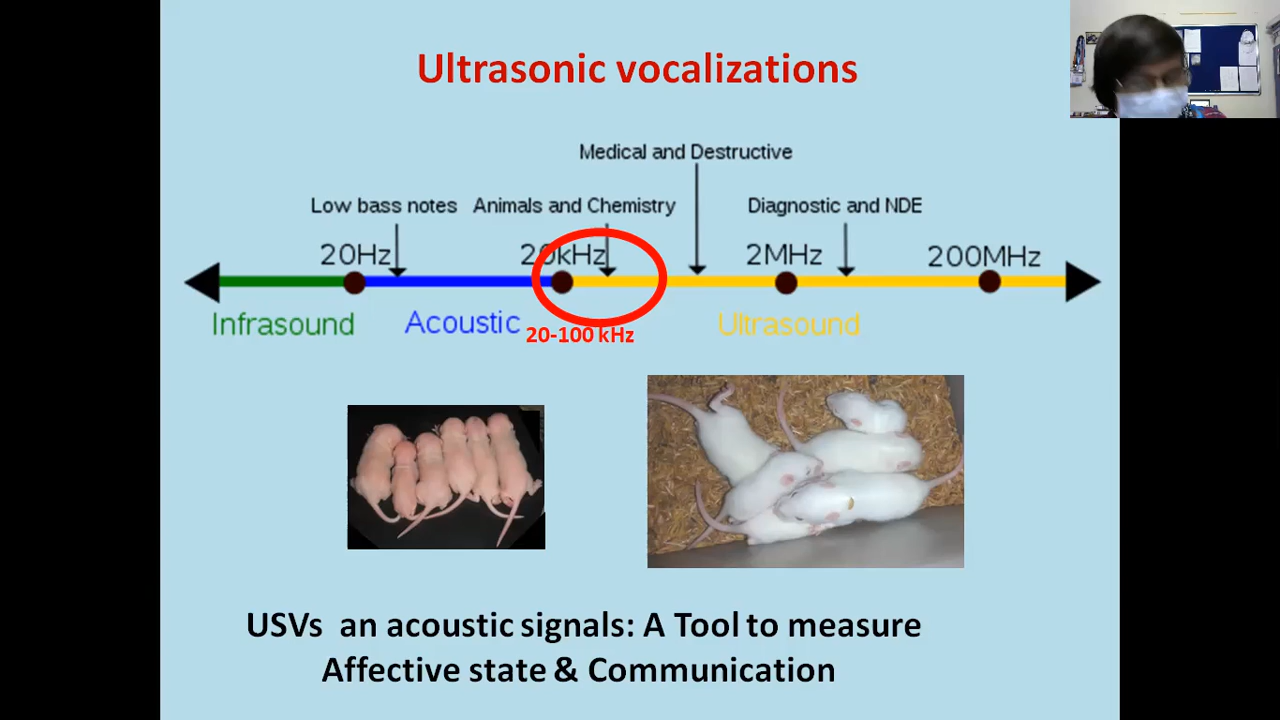 Ultrasonic vocalizations
Medical and Destructive
Low bass notes
Animals and Chemistry
Diagnostic and NDE
20Hz
20kHz
2MHz
200MHz
Infrasound
Acoustic
20-100 kHz
Ultrasound
USVs an acoustic signals: A Tool to measure
Affective state & Communication